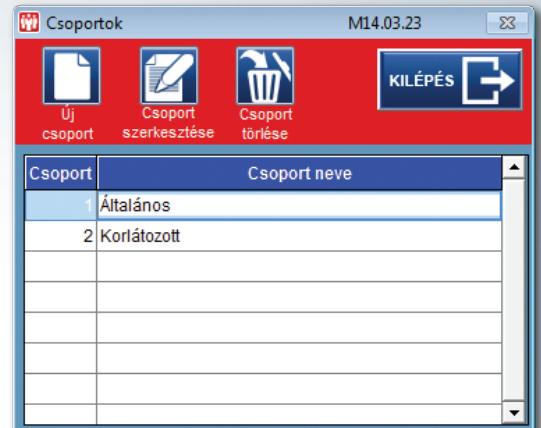 Csoportok M14.03.23
Új csoport
Csoport szerkesztése
Csoport törlése
KILÉPÉS
Csoport Csoport neve
1 Általános
2 Korlátozott